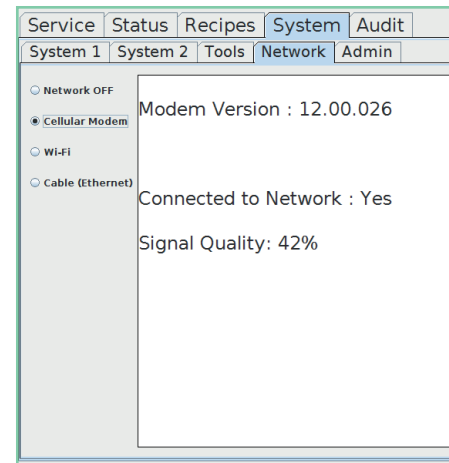 Service Status Recipes System Audit
System 1 System 2 Tools Network Admin
Network OFF
Cellular Modem
Wi-Fi
Cable (Ethernet)
Modem Version : 12.00.026
Connected to Network : Yes
Signal Quality: 42%